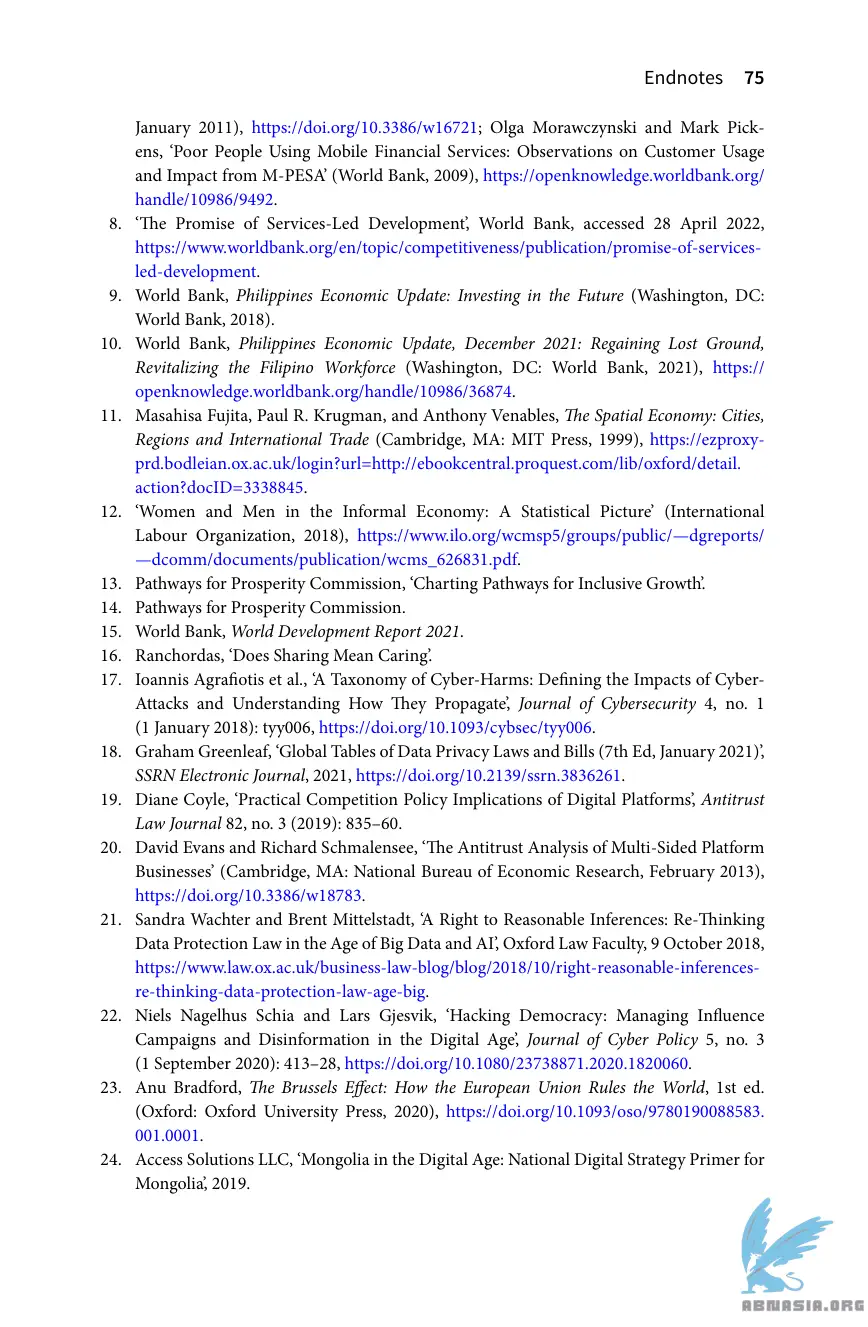 Endnotes 75
January 2011), https://doi.org/10.3386/w16721; Olga Morawczynski and Mark Pick-
ens, ‘Poor People Using Mobile Financial Services: Observations on Customer Usage
and Impact from M-PESA’ (World Bank, 2009), https://openknowledge.worldbank.org/
handle/10986/9492.
8. ‘The Promise of Services-Led Development’, World Bank, accessed 28 April 2022,
https://www.worldbank.org/en/topic/competitiveness/publication/promise-of-services-
led-development.
9. World Bank, Philippines Economic Update: Investing in the Future (Washington, DC:
World Bank, 2018).
10. World Bank, Philippines Economic Update, December 2021: Regaining Lost Ground,
Revitalizing the Filipino Workforce (Washington, DC: World Bank, 2021), https://
openknowledge.worldbank.org/handle/10986/36874.
11. Masahisa Fujita, Paul R. Krugman, and Anthony Venables, The Spatial Economy: Cities,
Regions and International Trade (Cambridge, MA: MIT Press, 1999), https://ezproxy-
prd.bodleian.ox.ac.uk/login?url=http://ebookcentral.proquest.com/lib/oxford/detail.
action?docID=3338845.
12. ‘Women and Men in the Informal Economy: A Statistical Picture’ (International
Labour Organization, 2018), https://www.ilo.org/wcmsp5/groups/public/—dgreports/
—dcomm/documents/publication/wcms_626831.pdf.
13. Pathways for Prosperity Commission, ‘Charting Pathways for Inclusive Growth’.
14. Pathways for Prosperity Commission.
15. World Bank, World Development Report 2021.
16. Ranchordas, ‘Does Sharing Mean Caring’.
17. Ioannis Agrafiotis et al., ‘A Taxonomy of Cyber-Harms: Defining the Impacts of Cyber-
Attacks and Understanding How They Propagate’, Journal of Cybersecurity 4, no. 1
(1 January 2018): tyy006, https://doi.org/10.1093/cybsec/tyy006.
18. Graham Greenleaf, ‘Global Tables of Data Privacy Laws and Bills (7th Ed, January 2021)’,
SSRN Electronic Journal, 2021, https://doi.org/10.2139/ssrn.3836261.
19. Diane Coyle, ‘Practical Competition Policy Implications of Digital Platforms’, Antitrust
Law Journal 82, no. 3 (2019): 835–60.
20. David Evans and Richard Schmalensee, ‘The Antitrust Analysis of Multi-Sided Platform
Businesses’ (Cambridge, MA: National Bureau of Economic Research, February 2013),
https://doi.org/10.3386/w18783.
21. Sandra Wachter and Brent Mittelstadt, ‘A Right to Reasonable Inferences: Re-Thinking
Data Protection Law in the Age of Big Data and AI’, Oxford Law Faculty, 9 October 2018,
https://www.law.ox.ac.uk/business-law-blog/blog/2018/10/right-reasonable-inferences-
re-thinking-data-protection-law-age-big.
22. Niels Nagelhus Schia and Lars Gjesvik, ‘Hacking Democracy: Managing Influence
Campaigns and Disinformation in the Digital Age’, Journal of Cyber Policy 5, no. 3
(1 September 2020): 413–28, https://doi.org/10.1080/23738871.2020.1820060.
23. Anu Bradford, The Brussels Effect: How the European Union Rules the World, 1st ed.
(Oxford: Oxford University Press, 2020), https://doi.org/10.1093/oso/9780190088583.
001.0001.
24. Access Solutions LLC, ‘Mongolia in the Digital Age: National Digital Strategy Primer for
Mongolia’, 2019.
ABNASIA.ORG